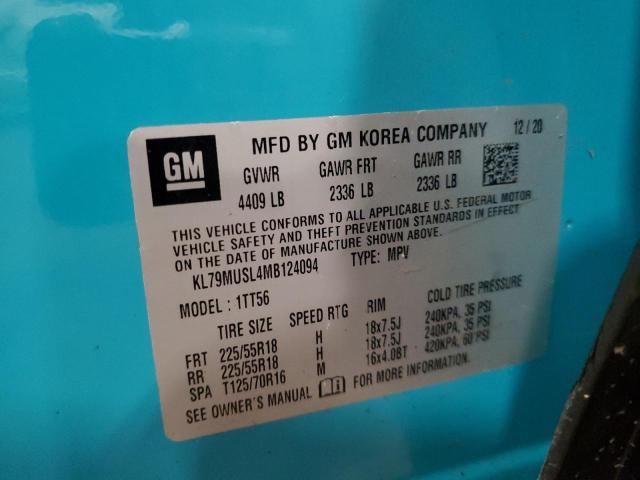 GM
MFD BY GM KOREA COMPANY 12 / 20
GVWR GAWR FRT GAWR RR
4409 LB 2336 LB 2336 LB
THIS VEHICLE CONFORMS TO ALL APPLICABLE U.S. FEDERAL MOTOR
VEHICLE SAFETY AND THEFT PREVENTION STANDARDS IN EFFECT
ON THE DATE OF MANUFACTURE SHOWN ABOVE.
KL79MUSL4MB124094 TYPE: MPV
MODEL : 1TT56
TIRE SIZE SPEED RTG RIM COLD TIRE PRESSURE
FRT 225/55R18 H 18x7.5J 240KPA, 35 PSI
RR 225/55R18 H 18x7.5J 240KPA, 35 PSI
SPA T125/70R16 M 16x4.0BT 420KPA, 60 PSI
SEE OWNER'S MANUAL FOR MORE INFORMATION.